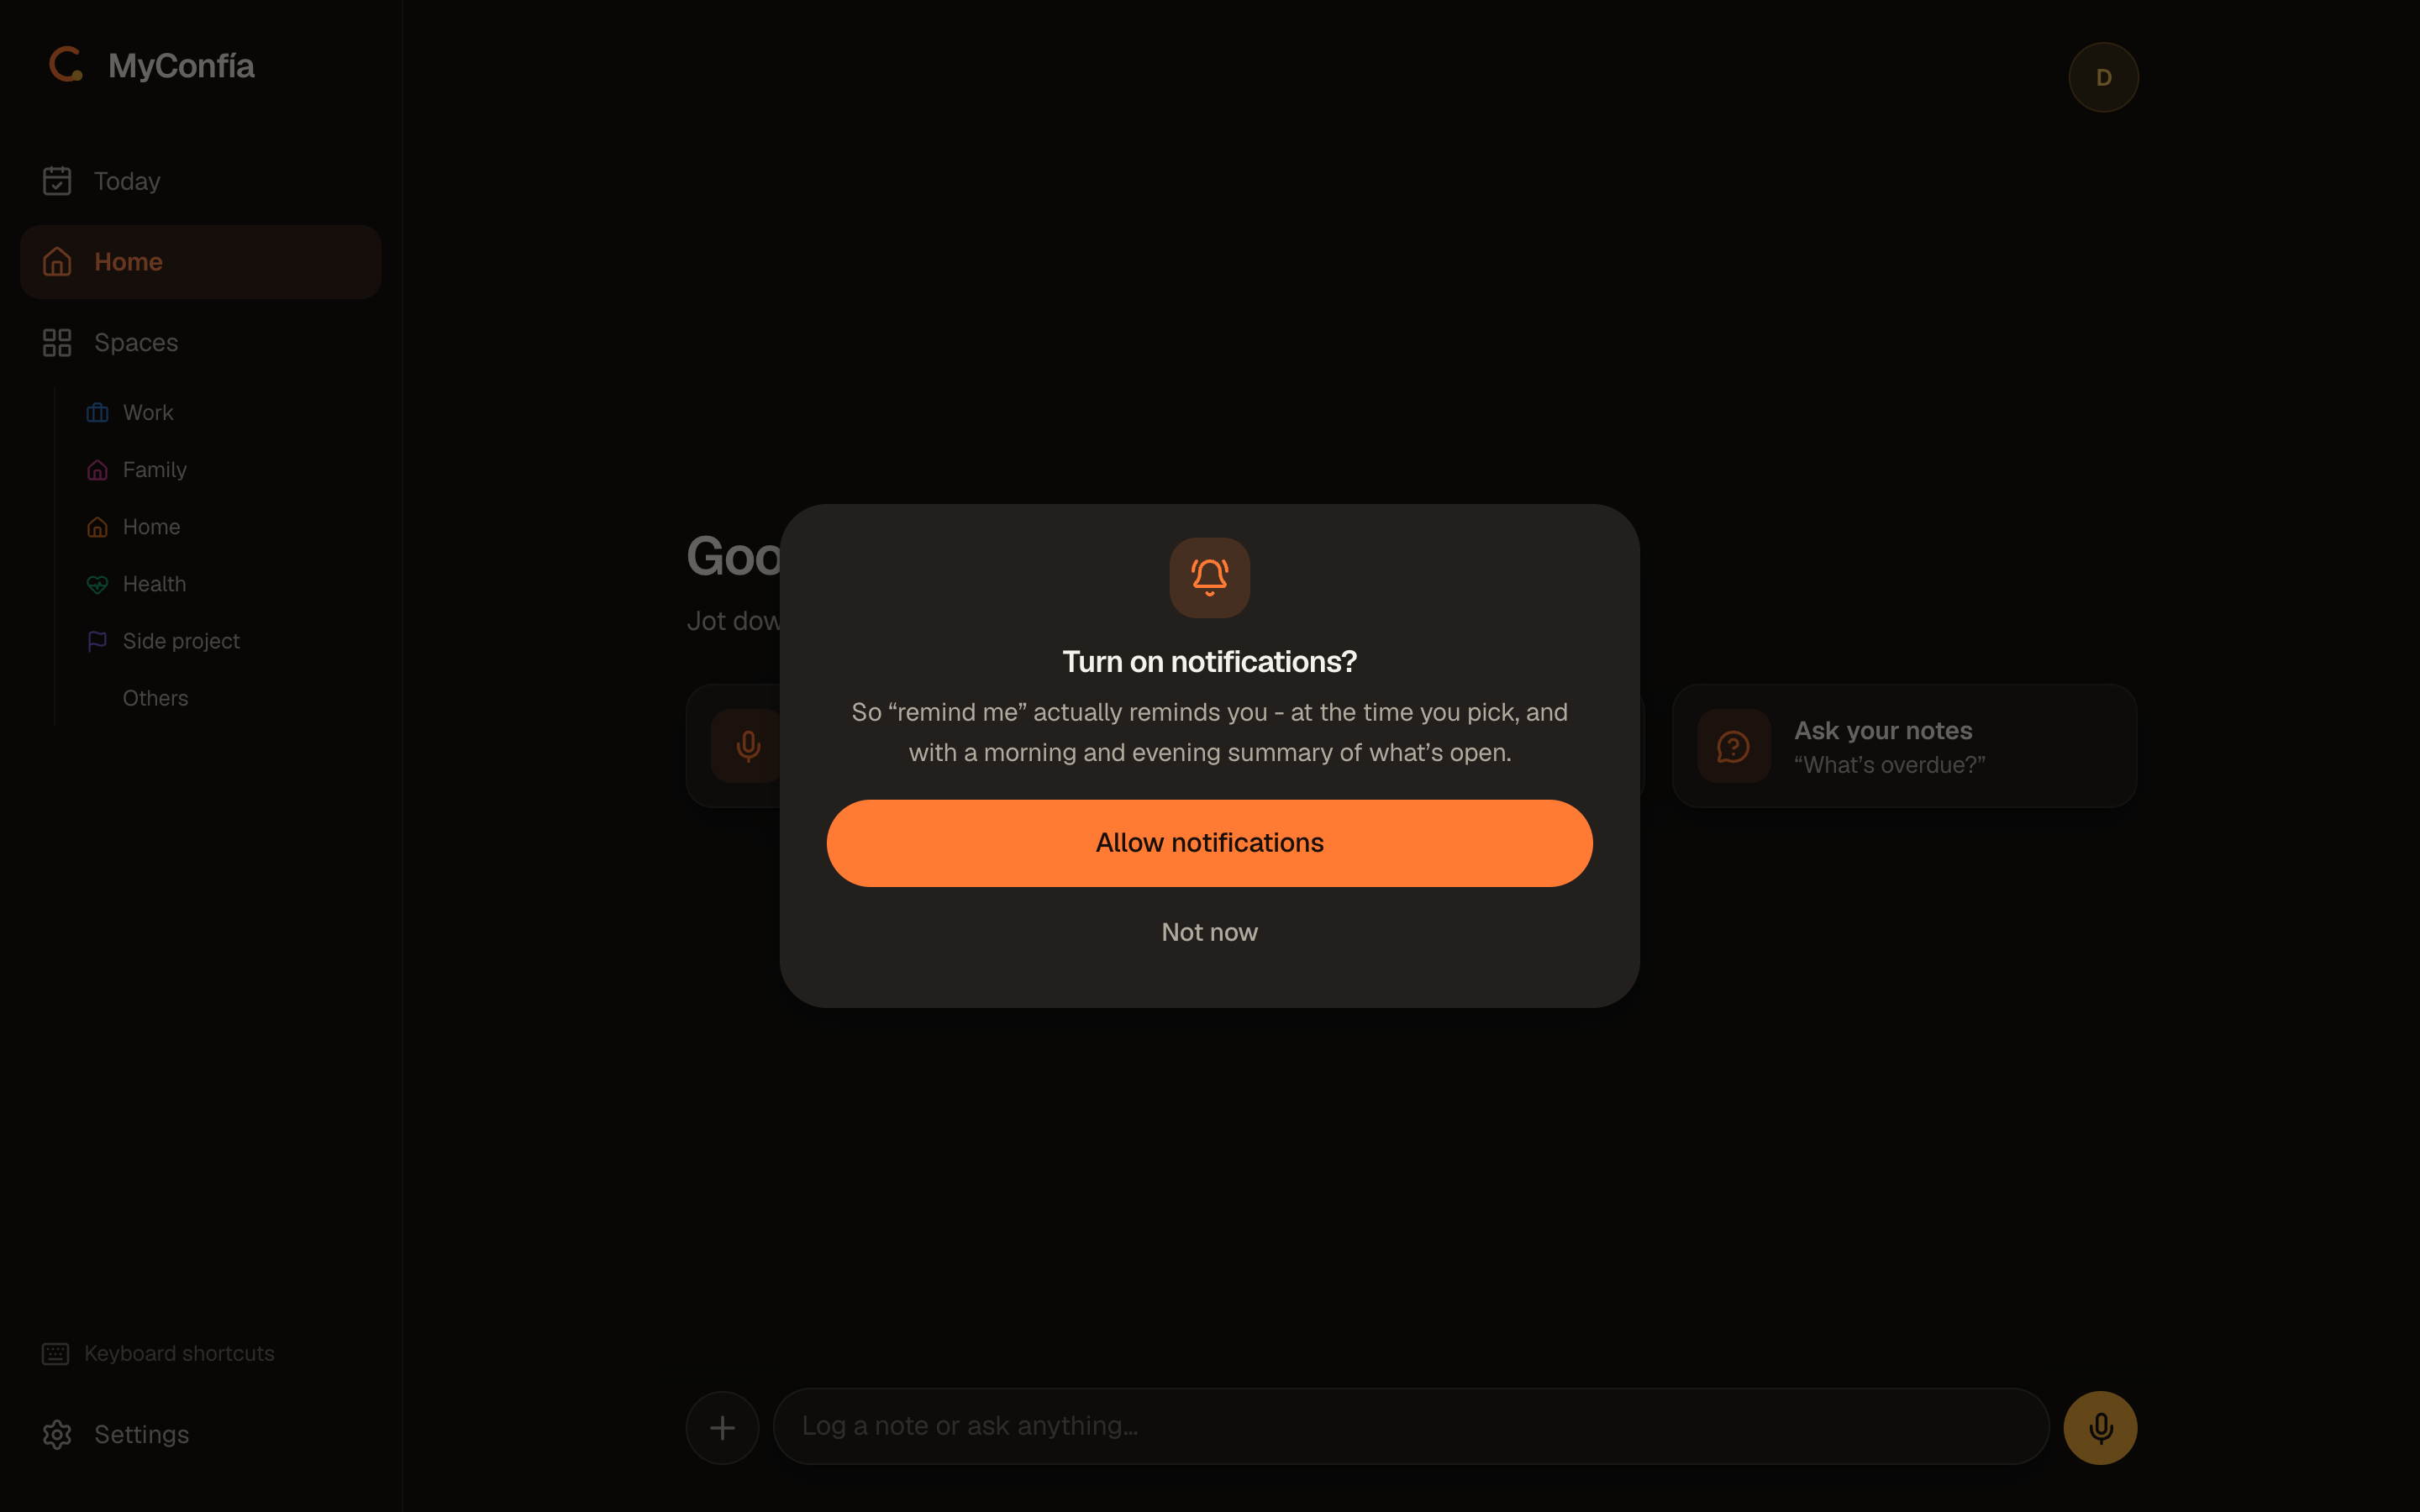 MyConfía
D
Today
Home
Spaces
Work
Family
Home
Health
Side project
Others
Keyboard shortcuts
Settings
Goo
Jot dow
Turn on notifications?
So “remind me” actually reminds you - at the time you pick, and
with a morning and evening summary of what’s open.
Allow notifications
Not now
Ask your notes
“What’s overdue?”
Log a note or ask anything...